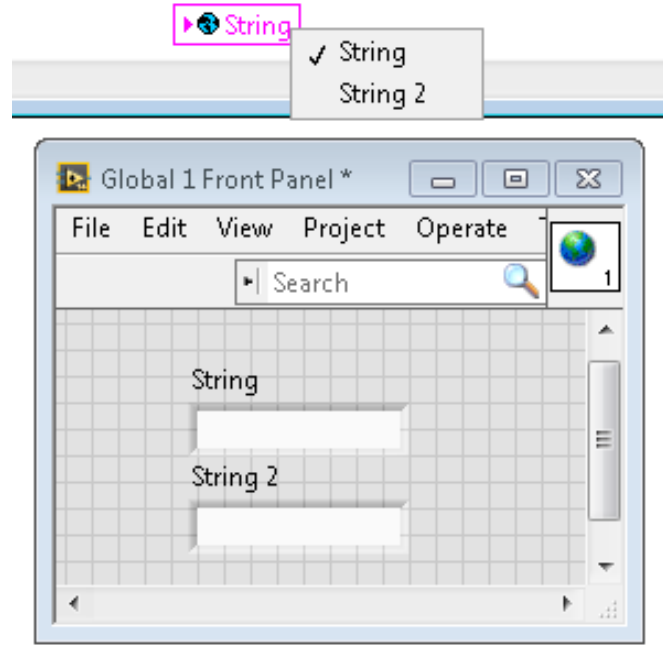 String
✓ String
String 2
Global 1 Front Panel *
File Edit View Project Operate
Search
1
String
String 2